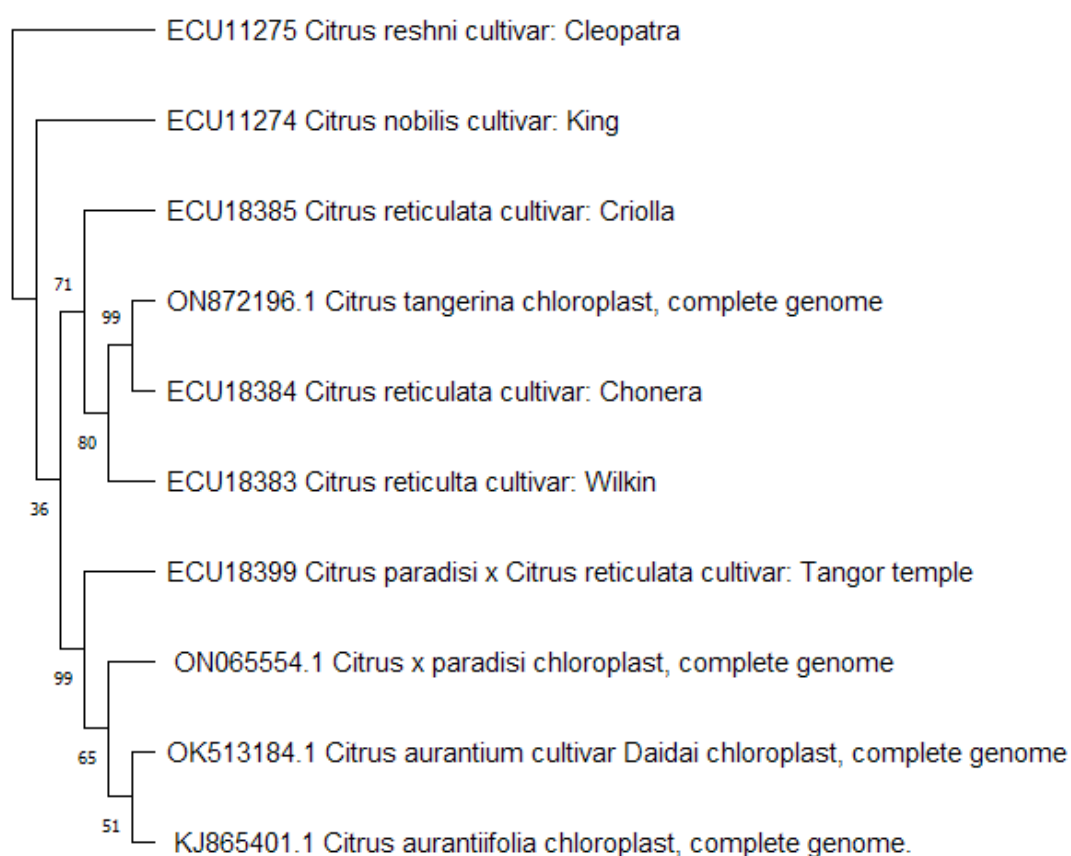 ECU11275 Citrus reshni cultivar: Cleopatra
ECU11274 Citrus nobilis cultivar: King
ECU18385 Citrus reticulata cultivar: Criolla
71
ON872196.1 Citrus tangerina chloroplast, complete genome
99
ECU18384 Citrus reticulata cultivar: Chonera
80
ECU18383 Citrus reticulta cultivar: Wilkin
36
ECU18399 Citrus paradisi x Citrus reticulata cultivar: Tangor temple
ON065554.1 Citrus x paradisi chloroplast, complete genome
99
OK513184.1 Citrus aurantium cultivar Daidai chloroplast, complete genome
65
51
KJ865401.1 Citrus aurantiifolia chloroplast, complete genome.